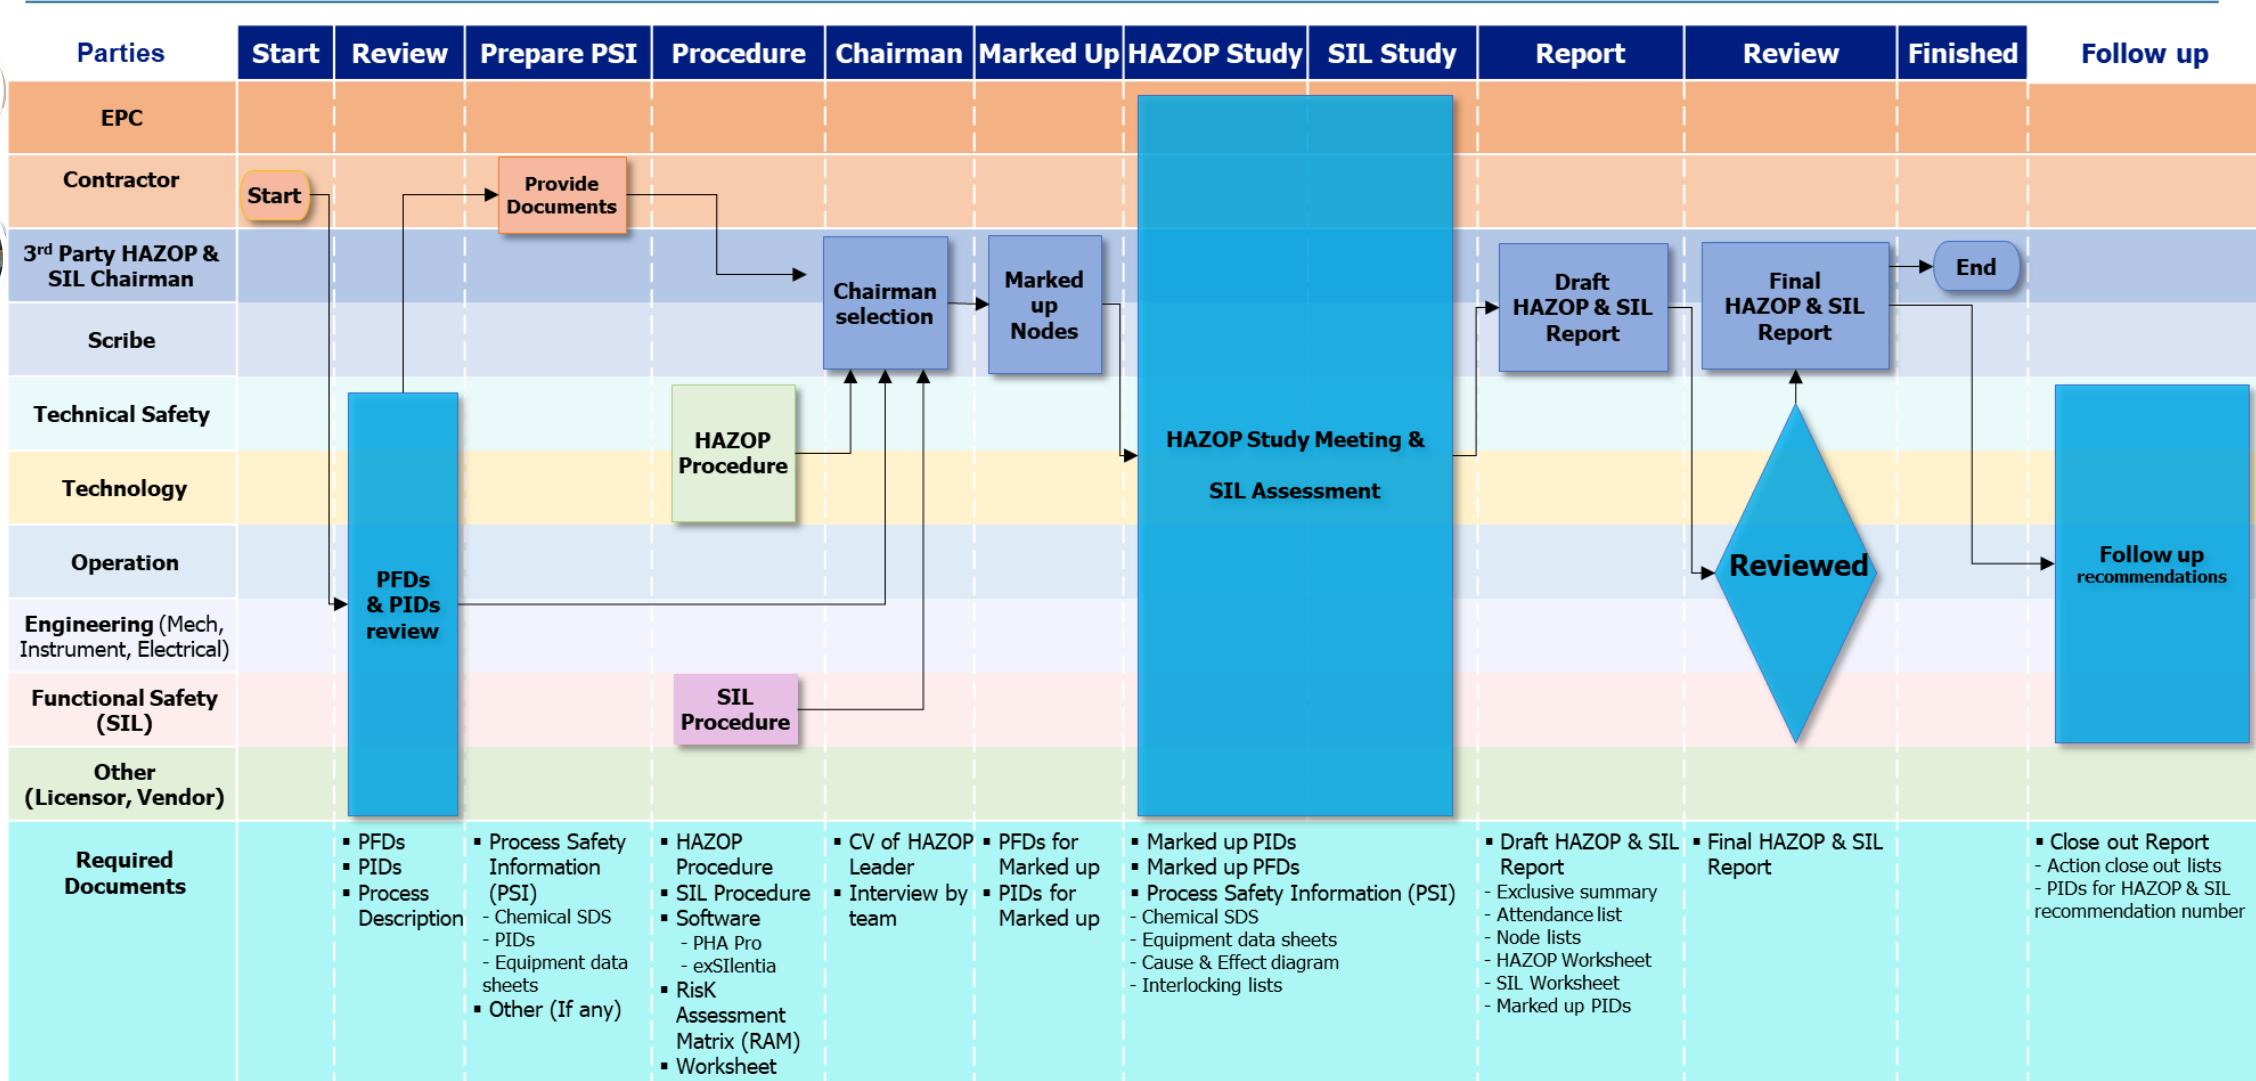 Parties
Start
Review
Prepare PSI
Procedure
Chairman
Marked Up
HAZOP Study
SIL Study
Report
Review
Finished
Follow up
EPC
Contractor
Start
Provide
Documents
3rd Party HAZOP &
SIL Chairman
Chairman
selection
Marked
up
Nodes
Draft
HAZOP & SIL
Report
Final
HAZOP & SIL
Report
End
Scribe
Technical Safety
HAZOP
Procedure
HAZOP Study Meeting &
SIL Assessment
Technology
Operation
PFDs
& PIDs
review
Reviewed
Follow up
recommendations
Engineering (Mech,
Instrument, Electrical)
Functional Safety
(SIL)
SIL
Procedure
Other
(Licensor, Vendor)
Required
Documents
▪ PFDs
▪ PIDs
▪ Process
Description
▪ Process Safety
Information
(PSI)
- Chemical SDS
- PIDs
- Equipment data
sheets
▪ Other (If any)
▪ HAZOP
Procedure
▪ SIL Procedure
▪ Software
- PHA Pro
- exSIlentia
▪ RisK
Assessment
Matrix (RAM)
▪ Worksheet
▪ CV of HAZOP
Leader
▪ Interview by
team
▪ PFDs for
Marked up
▪ PIDs for
Marked up
▪ Marked up PIDs
▪ Marked up PFDs
▪ Process Safety Information (PSI)
- Chemical SDS
- Equipment data sheets
- Cause & Effect diagram
- Interlocking lists
▪ Draft HAZOP & SIL
Report
- Exclusive summary
- Attendance list
- Node lists
- HAZOP Worksheet
- SIL Worksheet
- Marked up PIDs
▪ Final HAZOP & SIL
Report
▪ Close out Report
- Action close out lists
- PIDs for HAZOP & SIL
recommendation number